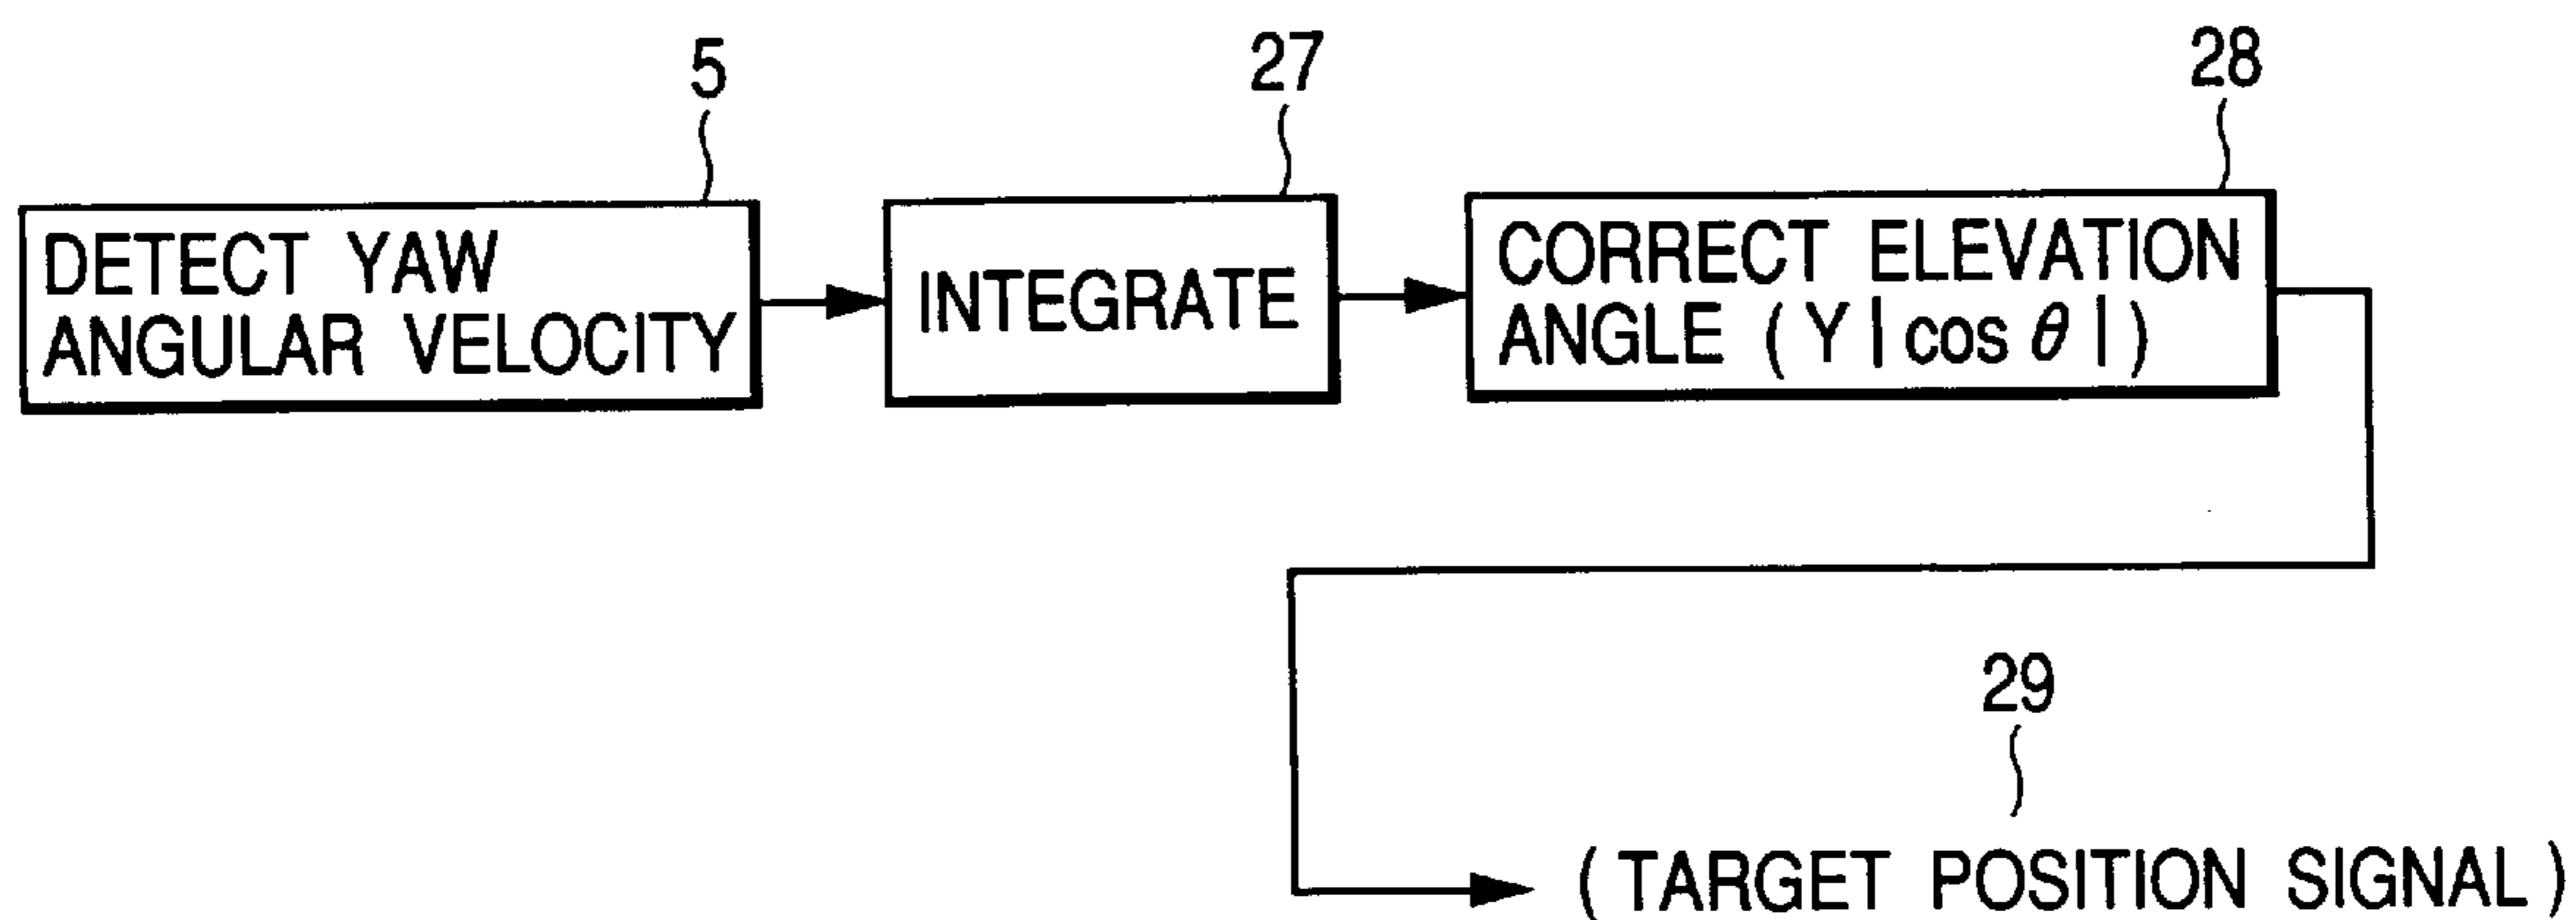 5
27
28
DETECT YAW
ANGULAR VELOCITY
INTEGRATE
CORRECT ELEVATION
ANGLE ( Y | cos θ | )
29
( TARGET POSITION SIGNAL )